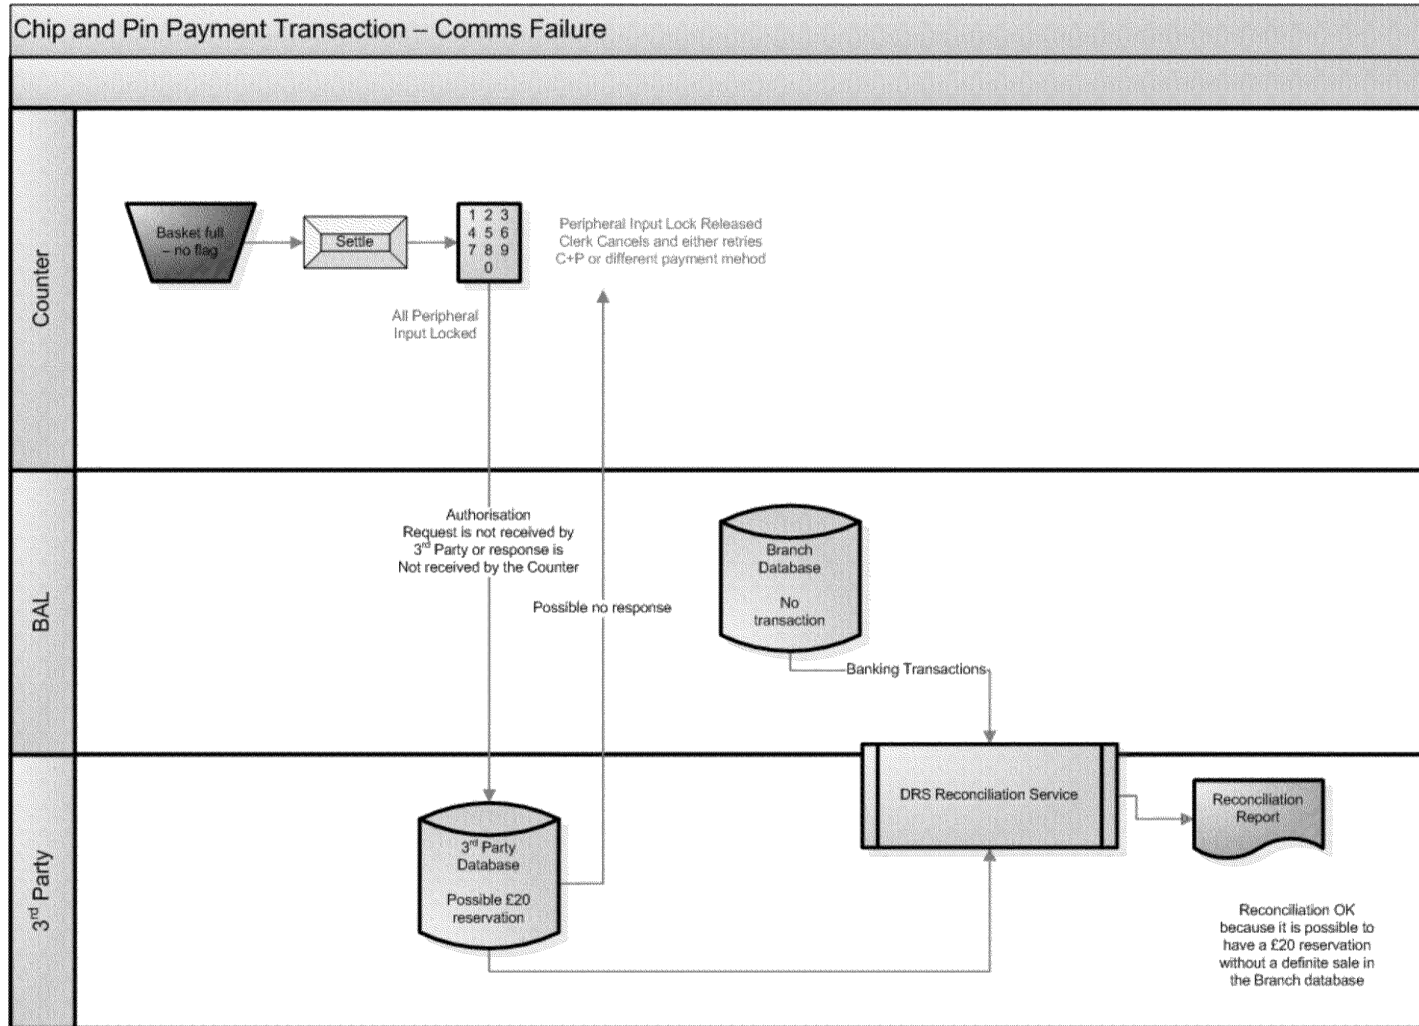 Chip and Pin Payment Transaction – Comms Failure
Counter
Basket full
– no flag
Settle
1 2 3
4 5 6
7 8 9
0
Peripheral Input Lock Released
Clerk Cancels and either retries
C+P or different payment mehod
All Peripheral
Input Locked
BAL
Authorisation
Request is not received by
3rd Party or response is
Not received by the Counter
Possible no response
Branch
Database
No
transaction
Banking Transactions
3rd Party
3rd Party
Database
Possible £20
reservation
DRS Reconciliation Service
Reconciliation
Report
Reconciliation OK
because it is possible to
have a £20 reservation
without a definite sale in
the Branch database